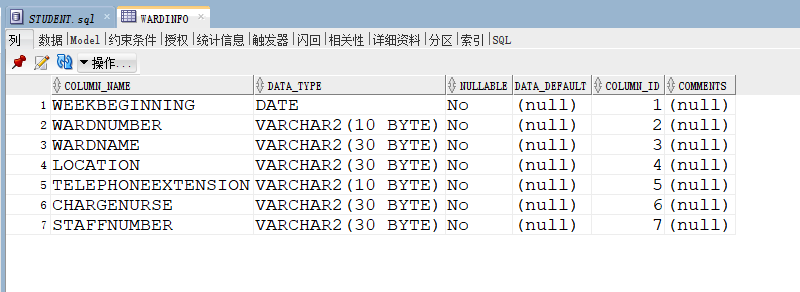 STUDENT.sql WARDINFO
列 数据 Model 约束条件 授权 统计信息 触发器 闪回 相关性 详细资料 分区 索引 SQL
操作...
COLUMN_NAME DATA_TYPE NULLABLE DATA_DEFAULT COLUMN_ID COMMENTS
1 WEEKBEGINNING DATE No (null) 1 (null)
2 WARDNUMBER VARCHAR2(10 BYTE) No (null) 2 (null)
3 WARDNAME VARCHAR2(30 BYTE) No (null) 3 (null)
4 LOCATION VARCHAR2(30 BYTE) No (null) 4 (null)
5 TELEPHONEEXTENSION VARCHAR2(10 BYTE) No (null) 5 (null)
6 CHARGENURSE VARCHAR2(30 BYTE) No (null) 6 (null)
7 STAFFNUMBER VARCHAR2(30 BYTE) No (null) 7 (null)